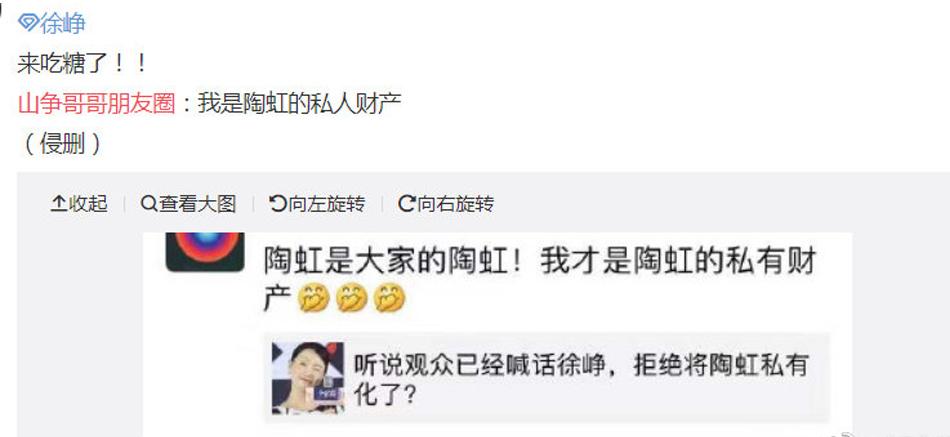 徐峥
来吃糖了！！
山争哥哥朋友圈：我是陶虹的私人财产
（侵删）
收起 查看大图 向左旋转 向右旋转
陶虹是大家的陶虹！我才是陶虹的私有财
产🤭🤭🤭
听说观众已经喊话徐峥，拒绝将陶虹私有
化了？